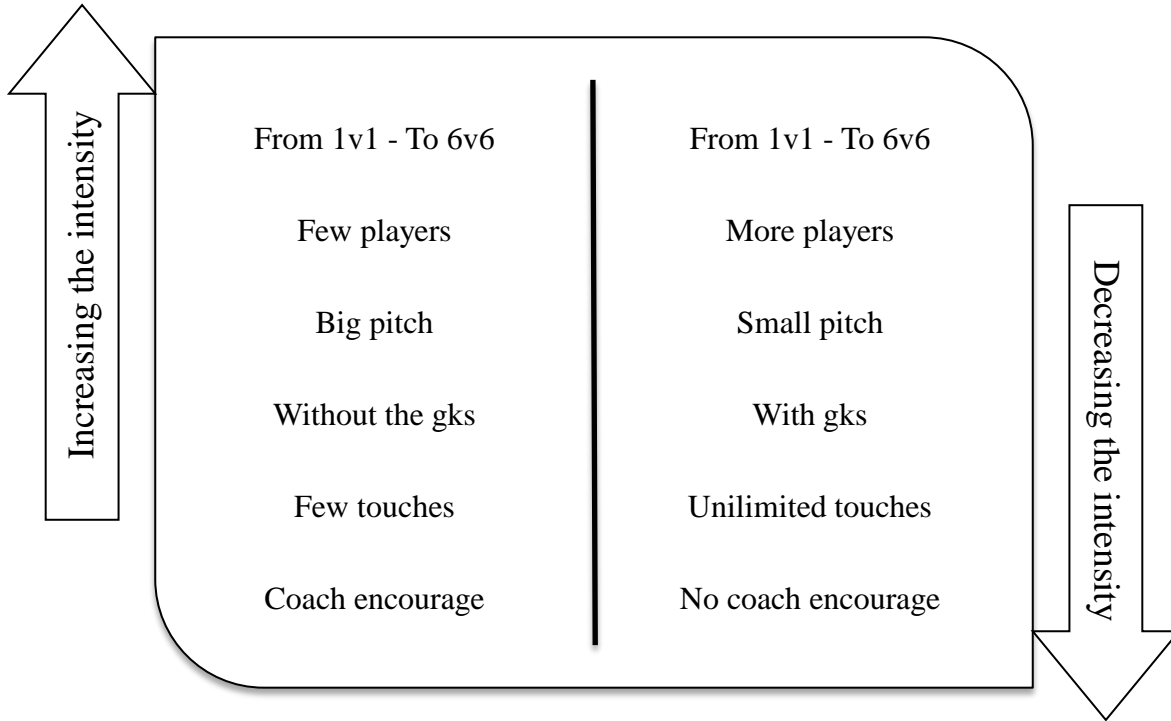 Increasing the intensity
From 1v1 - To 6v6
Few players
Big pitch
Without the gks
Few touches
Coach encourage
From 1v1 - To 6v6
More players
Small pitch
With gks
Unilimited touches
No coach encourage
Decreasing the intensity